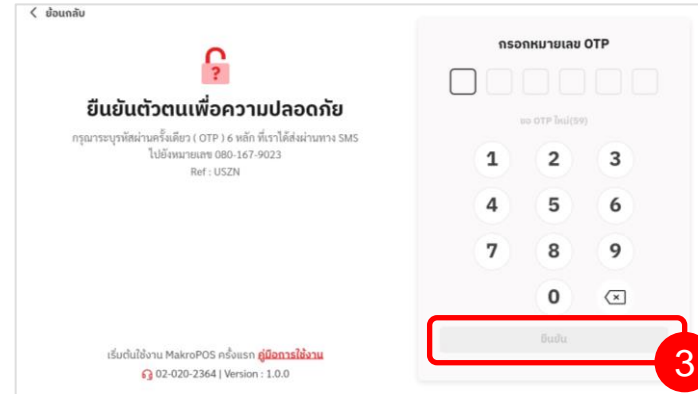 ย้อนกลับ
?
ยืนยันตัวตนเพื่อความปลอดภัย
กรุณาระบุรหัสผ่านครั้งเดียว ( OTP ) 6 หลัก ที่เราได้ส่งผ่านทาง SMS
ไปยังหมายเลข 080-167-9023
Ref : USZN
เริ่มต้นใช้งาน MakroPOS ครั้งแรก คู่มือการใช้งาน
02-020-2364 | Version : 1.0.0
กรอกหมายเลข OTP
ขอ OTP ใหม่(59)
1 2 3
4 5 6
7 8 9
0
ยืนยัน
3